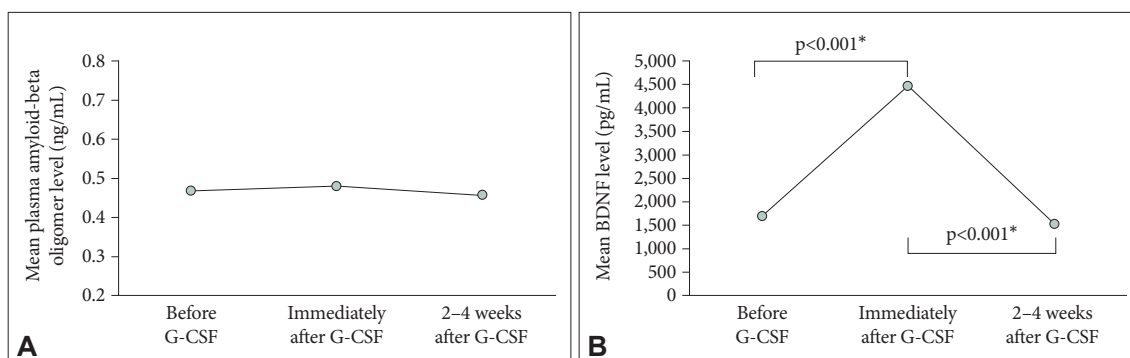 Mean plasma amyloid-beta
oligomer level (ng/mL)
0.8
0.7
0.6
0.5
0.4
0.3
0.2
Before
G-CSF
Immediately
after G-CSF
2–4 weeks
after G-CSF
A
Mean BDNF level (pg/mL)
5,000
4,500
4,000
3,500
3,000
2,500
2,000
1,500
1,000
500
0
p<0.001*
p<0.001*
Before
G-CSF
Immediately
after G-CSF
2–4 weeks
after G-CSF
B